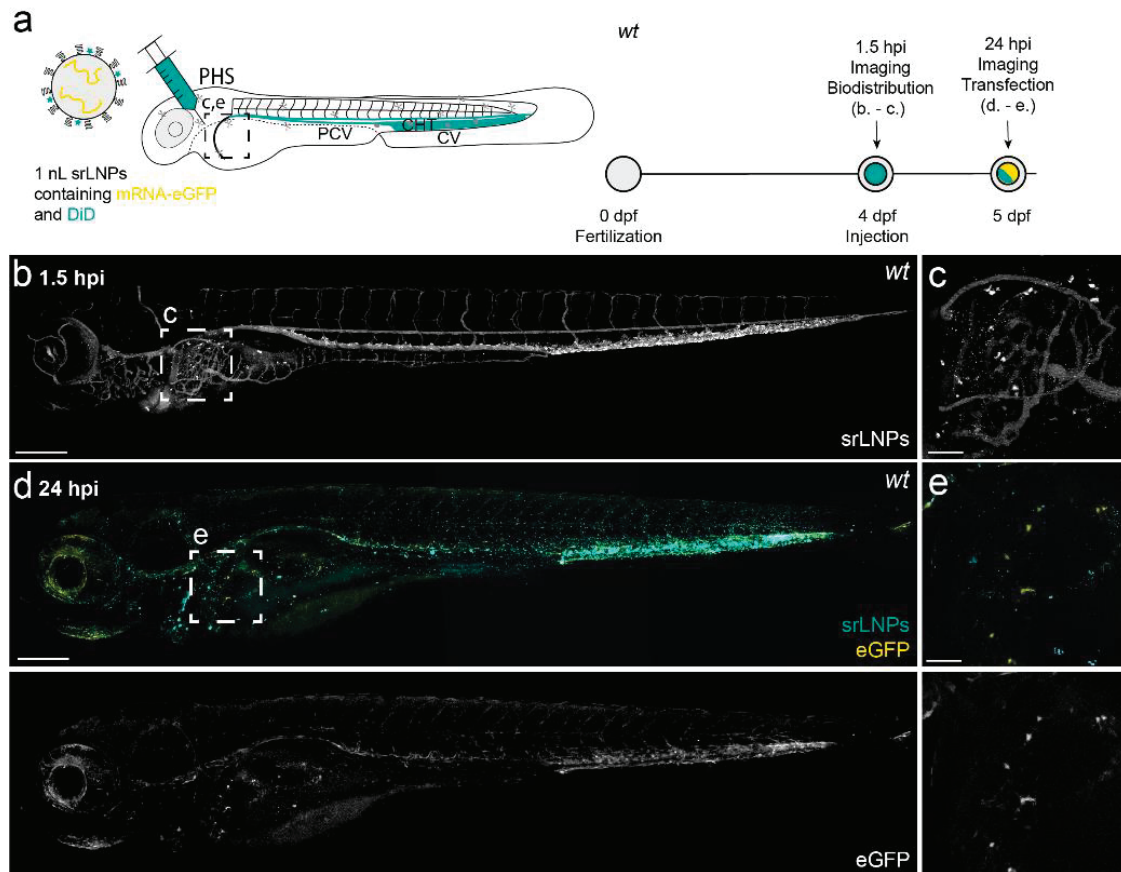 a
PHS
c,e
PCV
CHT
CV
1 nL srLNPs
containing mRNA-eGFP
and DiD
wt
1.5 hpi
Imaging
Biodistribution
(b. - c.)
24 hpi
Imaging
Transfection
(d. - e.)
0 dpf
Fertilization
4 dpf
Injection
5 dpf
b 1.5 hpi
wt
c
srLNPs
c
d 24 hpi
wt
e
srLNPs
eGFP
e
eGFP